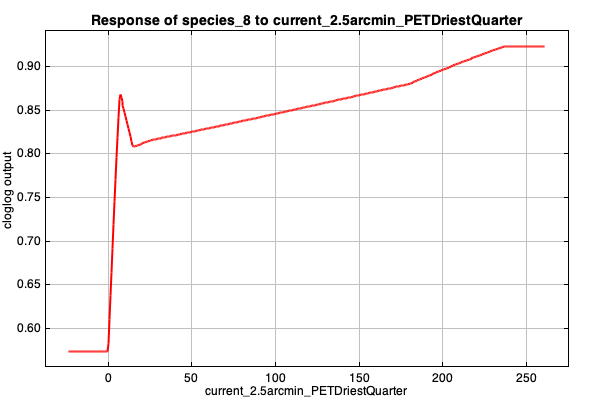 Response of species_8 to current_2.5arcmin_PETDriestQuarter
cloglog output
0.90
0.85
0.80
0.75
0.70
0.65
0.60
0 50 100 150 200 250
current_2.5arcmin_PETDriestQuarter